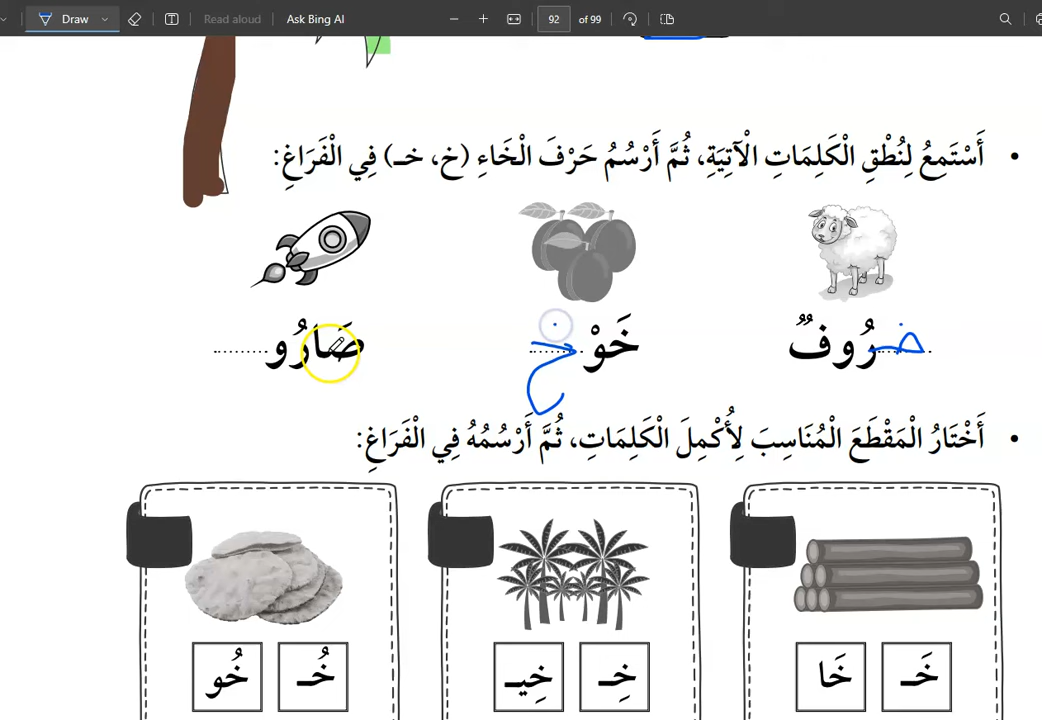 Draw
Read aloud
Ask Bing AI
92 of 99
• أَسْتَمِعُ لِنُطْقِ الْكَلِمَاتِ الْآتِيَةِ، ثُمَّ أَرْسُمُ حَرْفَ الْخَاءِ (خ، خـ) فِي الْفَرَاغِ:
خـرُوفٌ خَوْخ صَارُو.......
• أَخْتَارُ الْمَقْطَعَ الْمُنَاسِبَ لِأُكْمِلَ الْكَلِمَاتِ، ثُمَّ أَرْسُمُهُ فِي الْفَرَاغِ:
خَـ خَا خِـ خِيـ خُـ خُو